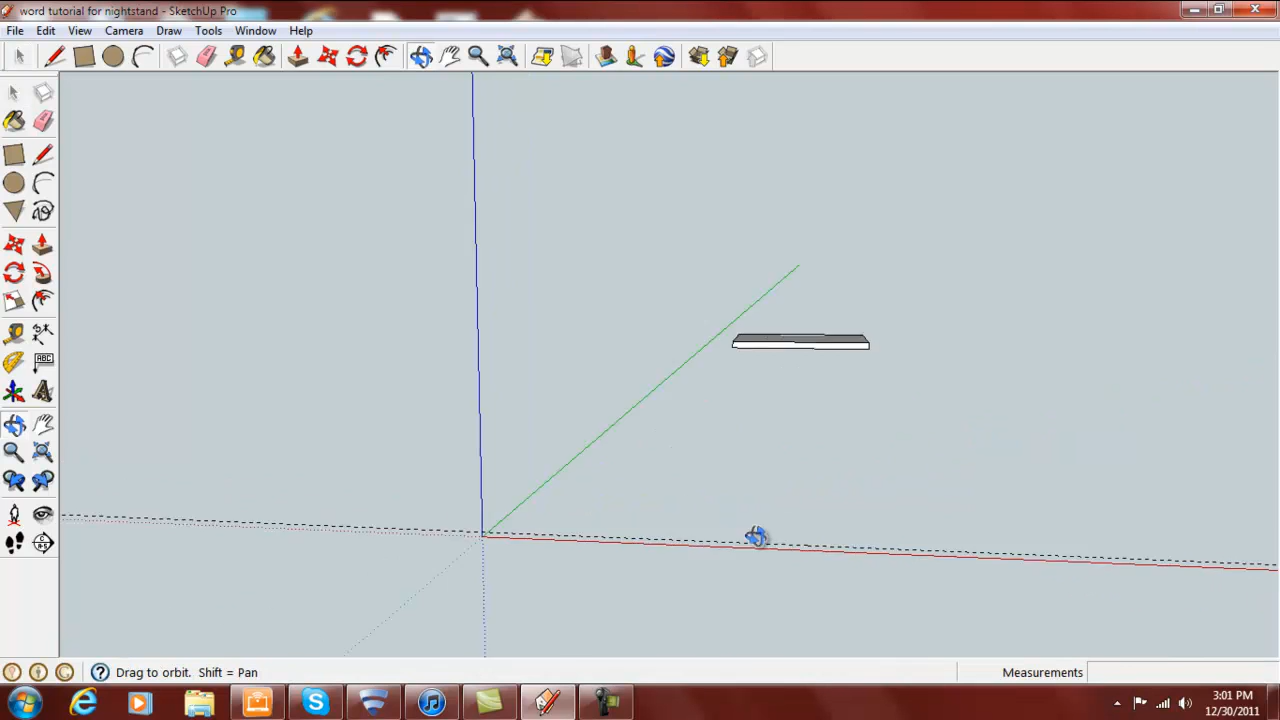 word tutorial for nightstand - SketchUp Pro
File Edit View Camera Draw Tools Window Help
ABC
Drag to orbit. Shift = Pan
Measurements
3:01 PM
12/30/2011